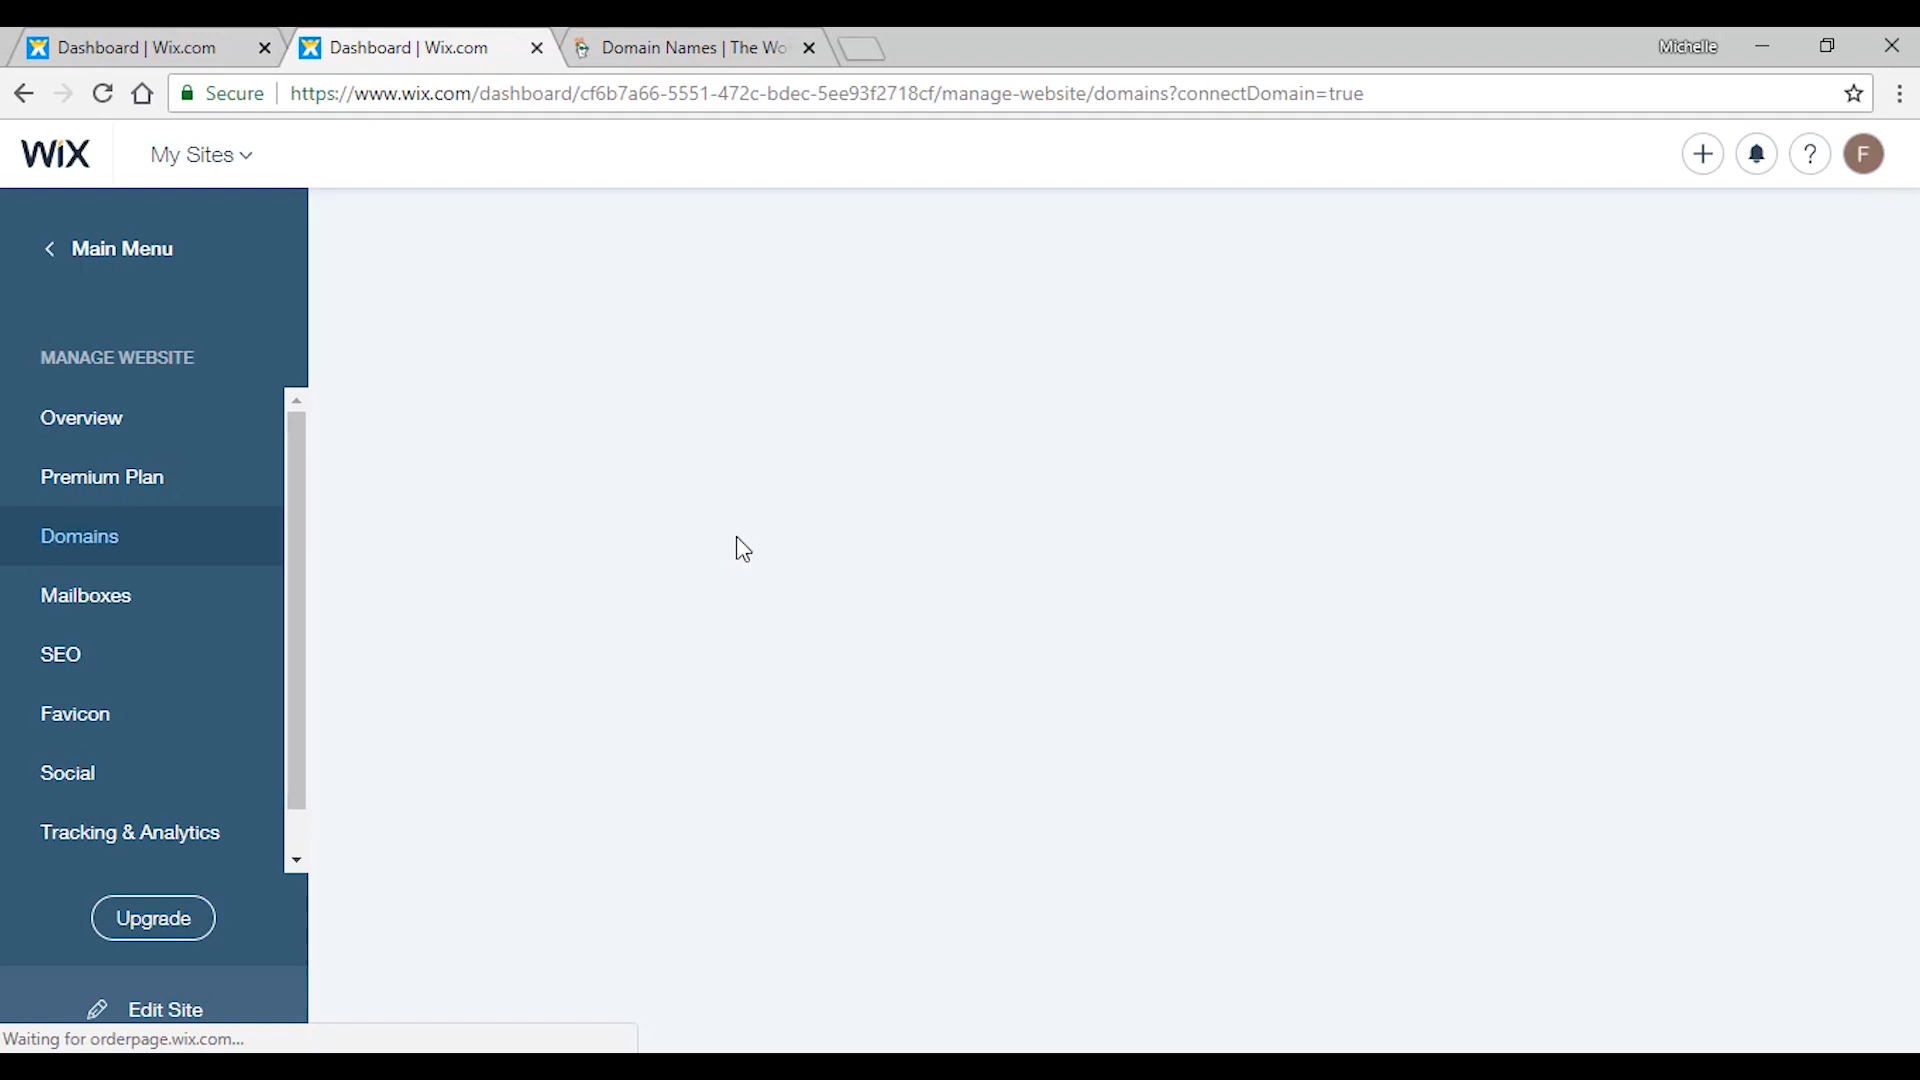 Dashboard | Wix.com
Dashboard | Wix.com
Domain Names | The Wo
Michelle
Secure
https://www.wix.com/dashboard/cf6b7a66-5551-472c-bdec-5ee93f2718cf/manage-website/domains?connectDomain=true
WiX
My Sites
?
F
Main Menu
MANAGE WEBSITE
Overview
Premium Plan
Domains
Mailboxes
SEO
Favicon
Social
Tracking & Analytics
Upgrade
Edit Site
Waiting for orderpage.wix.com...